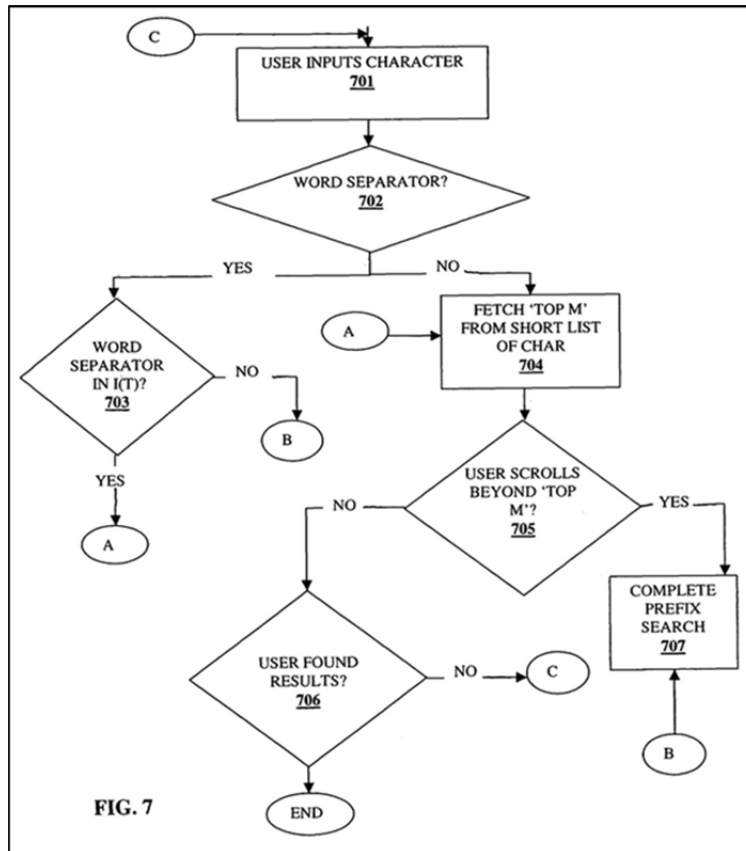 C
USER INPUTS CHARACTER
701
WORD SEPARATOR?
702
YES
NO
WORD
SEPARATOR
IN I(T)?
703
NO
B
YES
A
A
FETCH ‘TOP M’
FROM SHORT LIST
OF CHAR
704
USER SCROLLS
BEYOND ‘TOP
M’?
705
NO
YES
COMPLETE
PREFIX
SEARCH
707
B
USER FOUND
RESULTS?
706
NO
C
END
FIG. 7